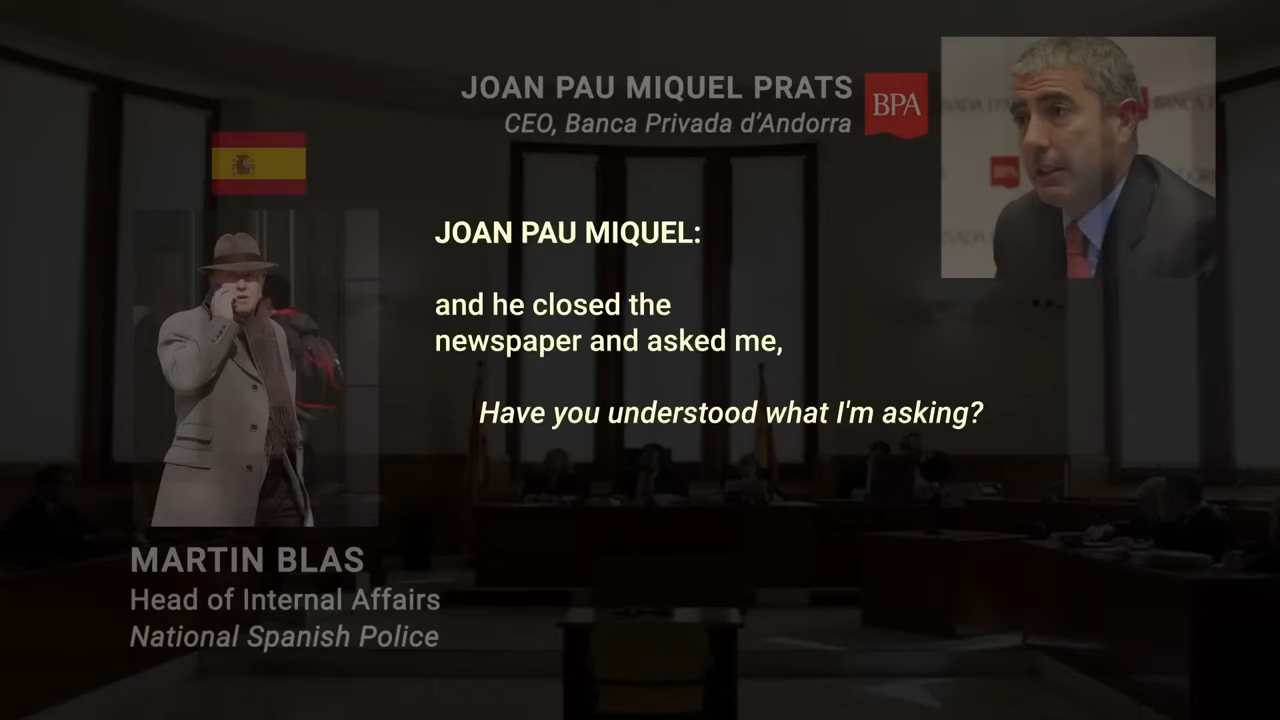 JOAN PAU MIQUEL PRATS
CEO, Banca Privada d’Andorra
BPA
BPA
JOAN PAU MIQUEL:
and he closed the
newspaper and asked me,
Have you understood what I'm asking?
MARTIN BLAS
Head of Internal Affairs
National Spanish Police